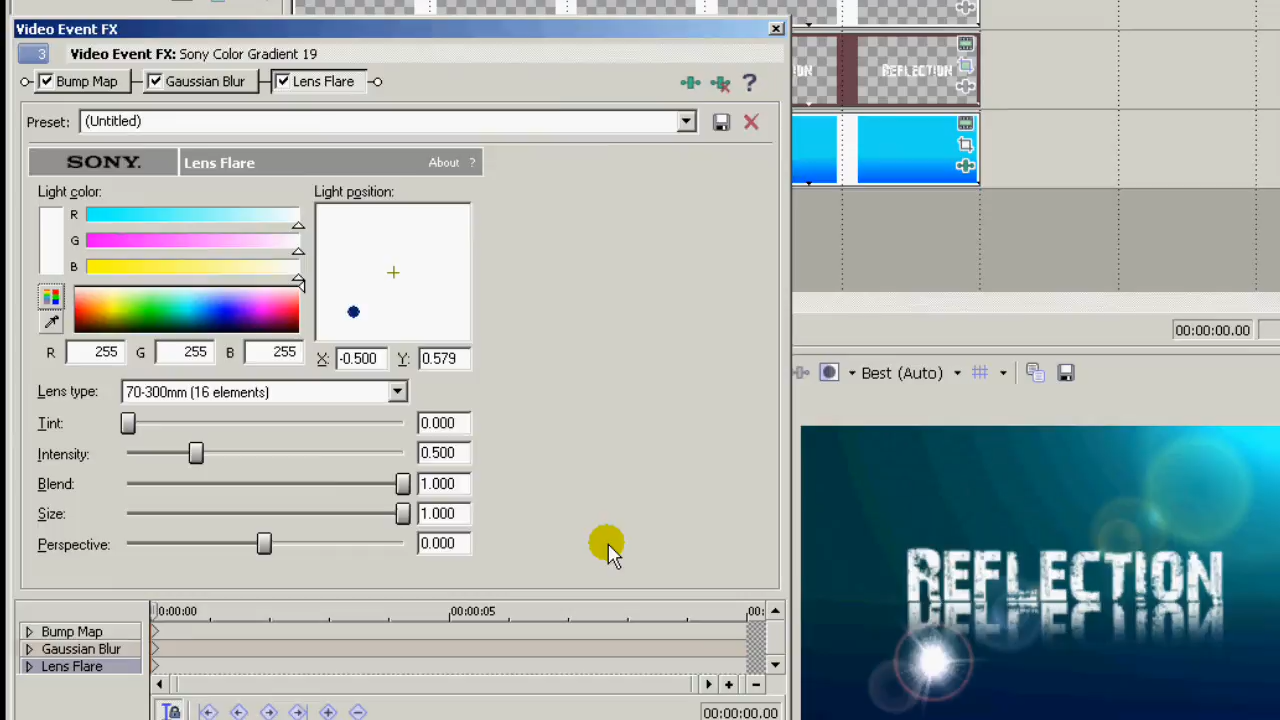 Video Event FX
3 Video Event FX: Sony Color Gradient 19
Bump Map Gaussian Blur Lens Flare ?
Preset: (Untitled)
SONY. Lens Flare About ?
Light color: Light position:
R
G
B
R 255 G 255 B 255 X: -0.500 Y: 0.579
Lens type: 70-300mm (16 elements)
Tint: 0.000
Intensity: 0.500
Blend: 1.000
Size: 1.000
Perspective: 0.000
0:00:00 00:00:05 00:
Bump Map
Gaussian Blur
Lens Flare
00:00:00.00
REFLECTION
00:00:00.00
Best (Auto)
REFLECTION